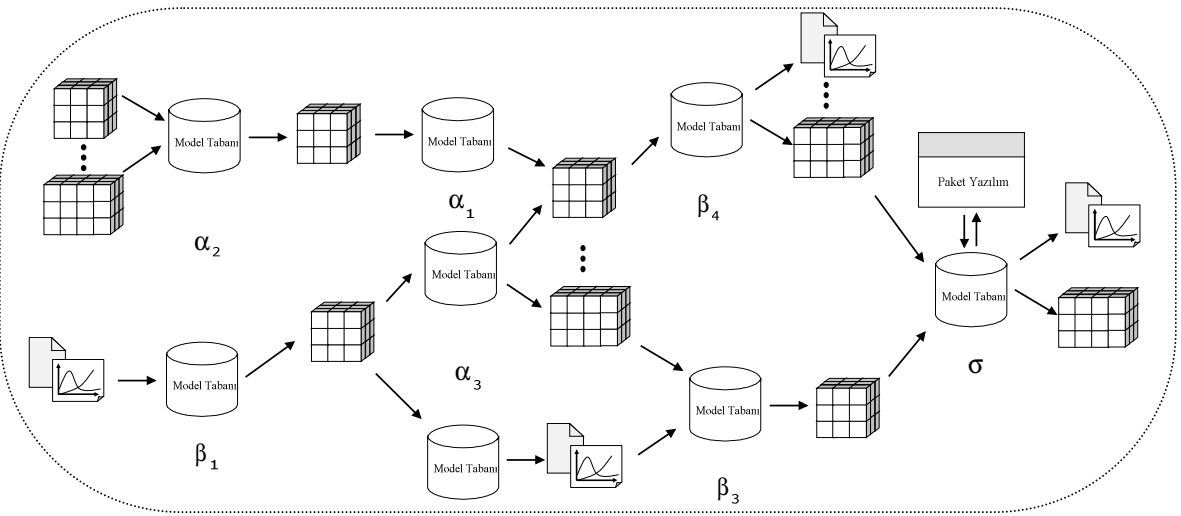 Model Tabanı
α2
Model Tabanı
α1
Model Tabanı
β4
Paket Yazılım
Model Tabanı
σ
Model Tabanı
α3
Model Tabanı
β1
Model Tabanı
β3
Model Tabanı